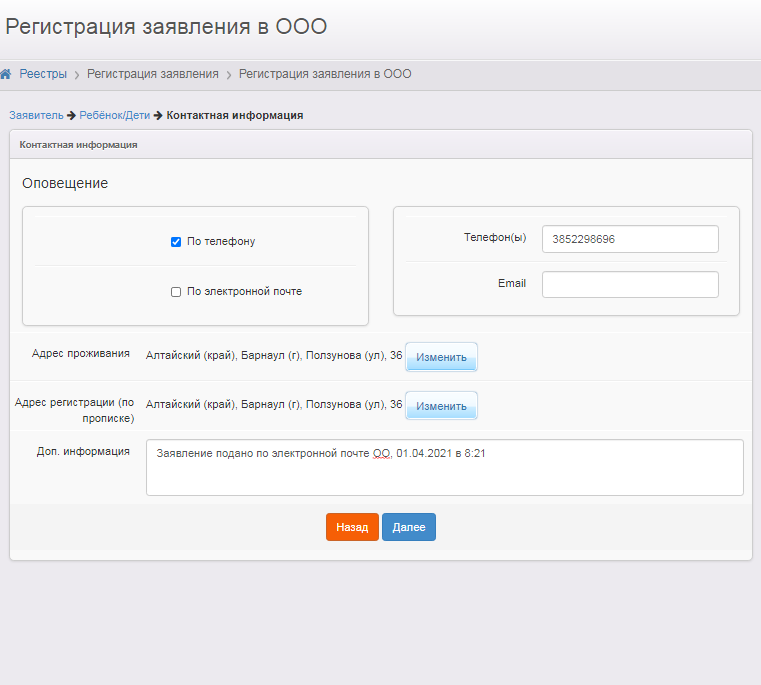 Регистрация заявления в ООО
Реестры > Регистрация заявления > Регистрация заявления в ООО
Заявитель → Ребёнок/Дети → Контактная информация
Контактная информация
Оповещение
По телефону
По электронной почте
Телефон(ы) 3852298696
Email
Адрес проживания Алтайский (край), Барнаул (г), Ползунова (ул), 36 Изменить
Адрес регистрации (по Алтайский (край), Барнаул (г), Ползунова (ул), 36 Изменить
прописке)
Доп. информация Заявление подано по электронной почте ОО, 01.04.2021 в 8:21
Назад Далее